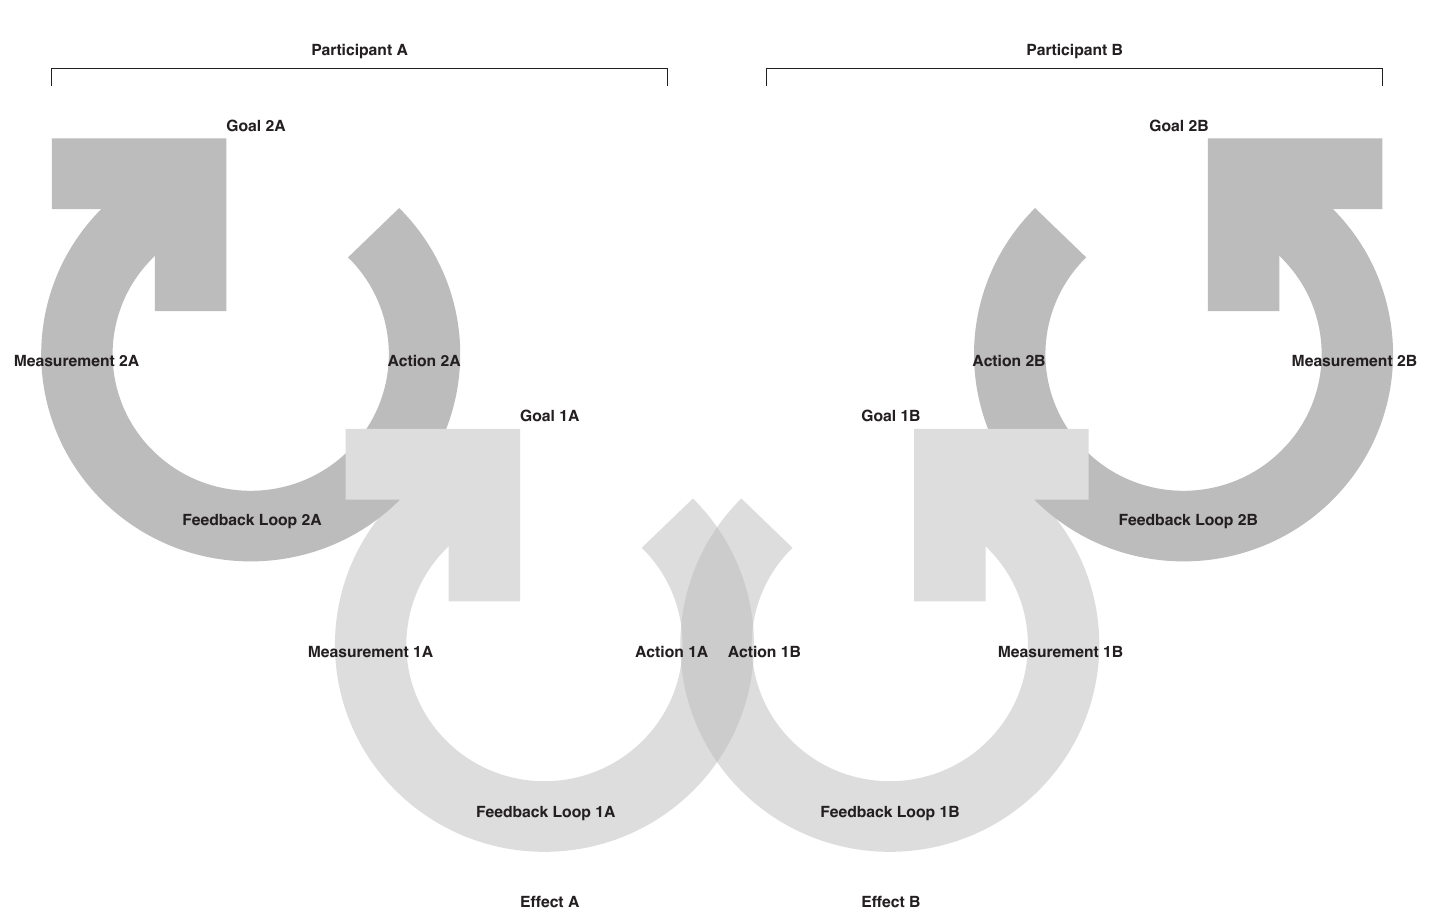 Participant A
Participant B
Goal 2A
Goal 2B
Measurement 2A
Action 2A
Action 2B
Measurement 2B
Goal 1A
Goal 1B
Feedback Loop 2A
Feedback Loop 2B
Measurement 1A
Action 1A
Action 1B
Measurement 1B
Feedback Loop 1A
Feedback Loop 1B
Effect A
Effect B